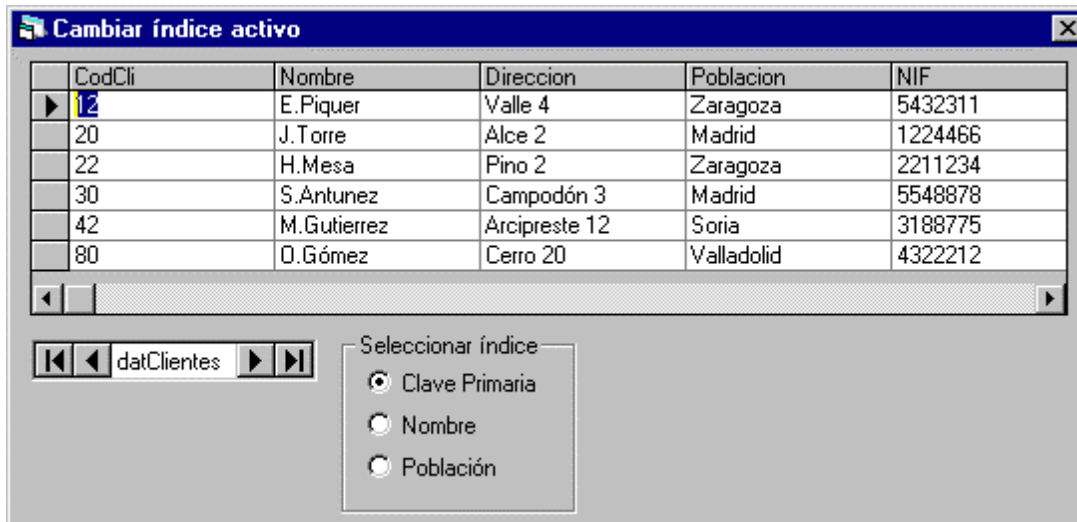 Cambiar índice activo
CodCli Nombre Direccion Poblacion NIF
12 E.Piquer Valle 4 Zaragoza 5432311
20 J.Torre Alce 2 Madrid 1224466
22 H.Mesa Pino 2 Zaragoza 2211234
30 S.Antunez Campodón 3 Madrid 5548878
42 M.Gutierrez Arcipreste 12 Soria 3188775
80 O.Gómez Cerro 20 Valladolid 4322212
datClientes
Seleccionar índice
Clave Primaria
Nombre
Población